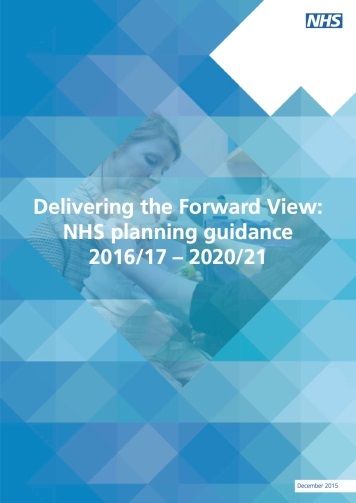 NHS
Delivering the Forward View:
NHS planning guidance
2016/17 – 2020/21
December 2015